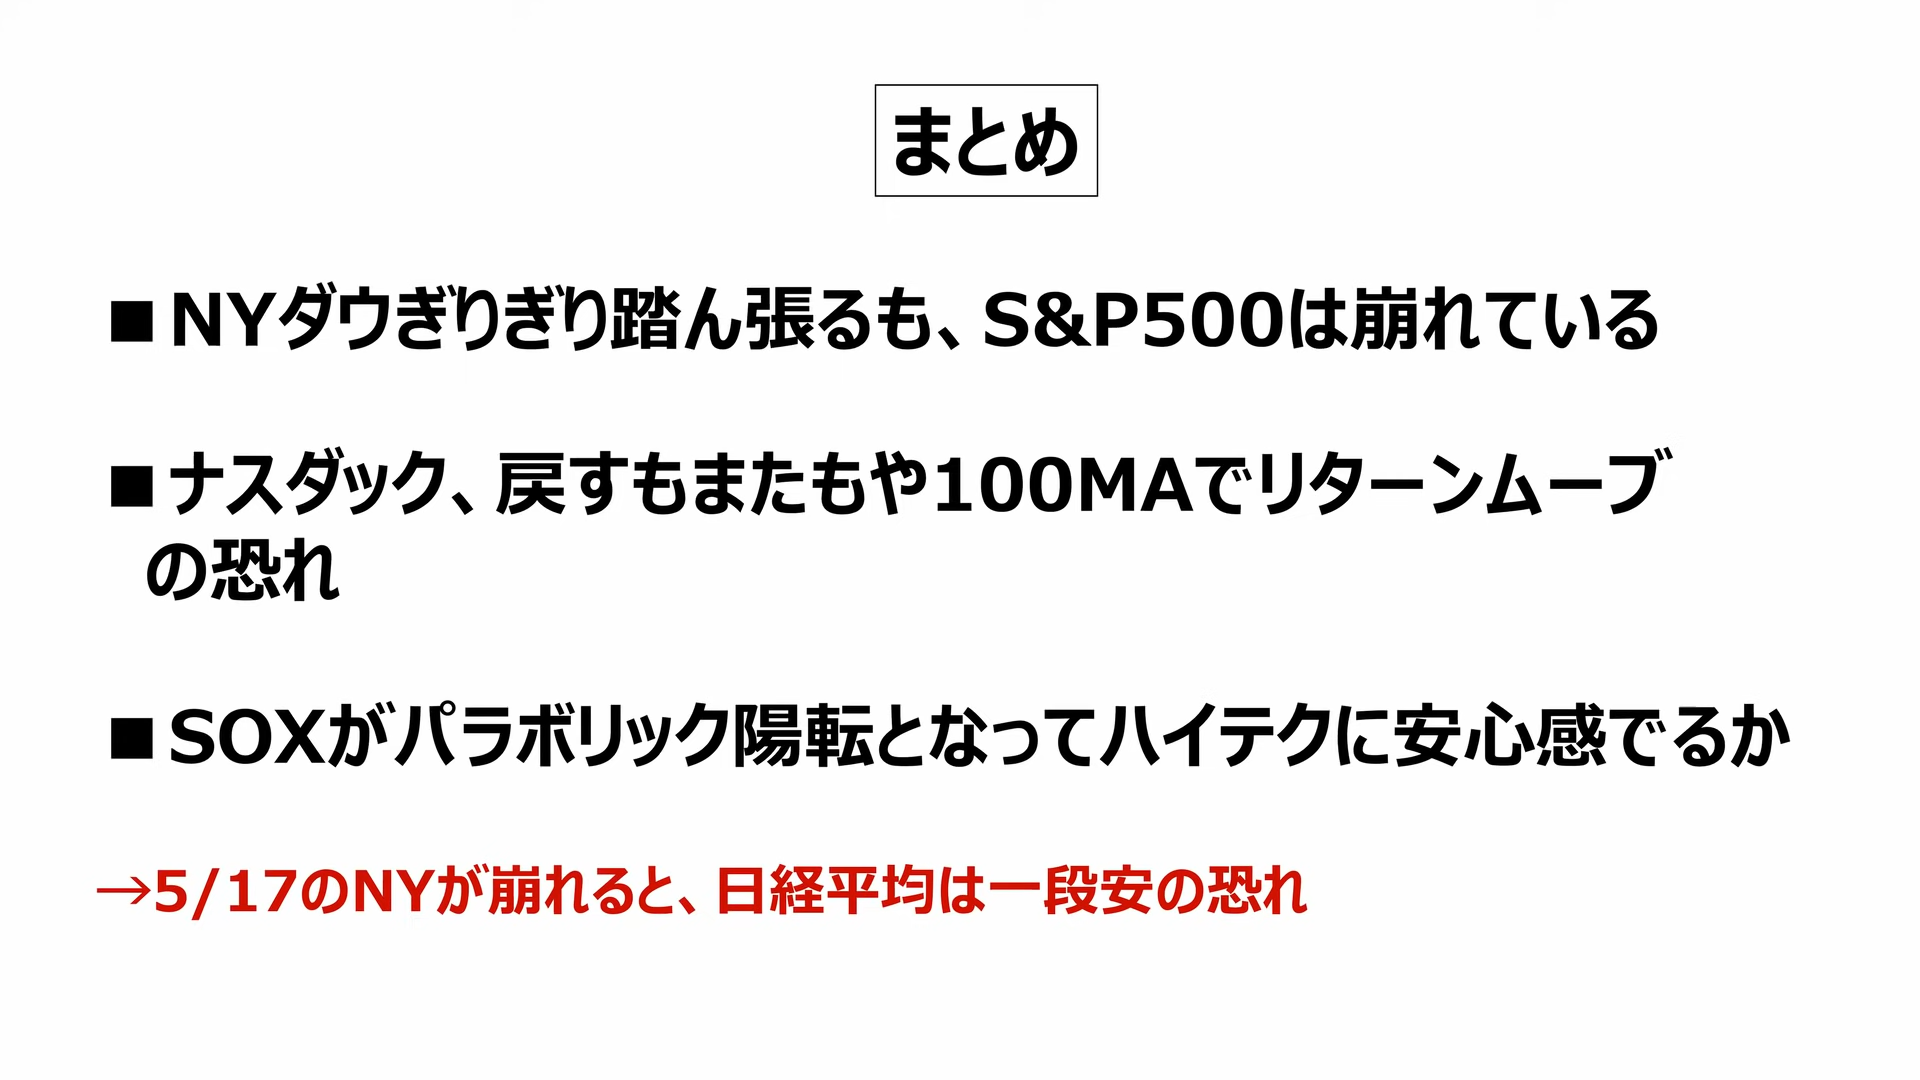 まとめ
■NYダウぎりぎり踏ん張るも、S&P500は崩れている
■ナスダック、戻すもまたもや100MAでリターンムーブ
の恐れ
■SOXがパラボリック陽転となってハイテクに安心感でるか
→5/17のNYが崩れると、日経平均は一段安の恐れ